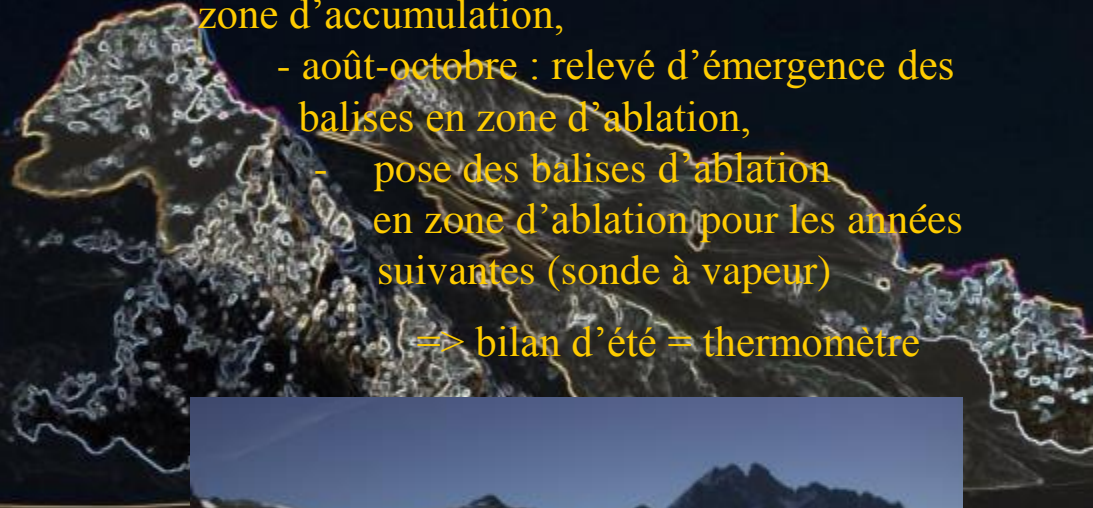 zone d’accumulation,
- août-octobre : relevé d’émergence des
balises en zone d’ablation,
- pose des balises d’ablation
en zone d’ablation pour les années
suivantes (sonde à vapeur)
=> bilan d’été = thermomètre